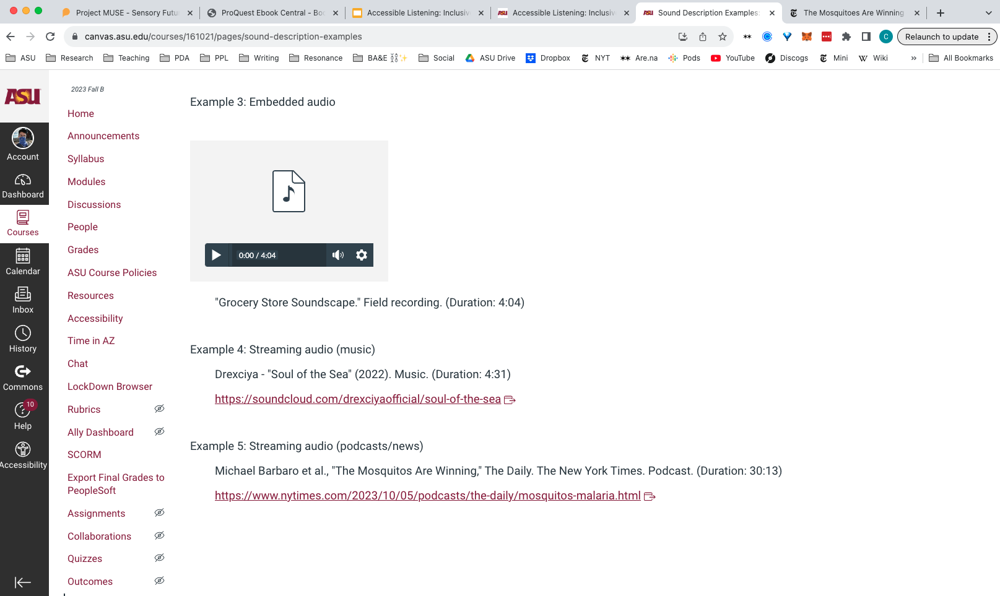 Project MUSE - Sensory Futu
ProQuest Ebook Central - Boo
Accessible Listening: Inclusive
Accessible Listening: Inclusive
ASU
Sound Description Examples:
The Mosquitoes Are Winning
canvas.asu.edu/courses/161021/pages/sound-description-examples
C
Relaunch to update
ASU
Research
Teaching
PDA
PPL
Writing
Resonance
BA&E ⛓️✨
Social
ASU Drive
Dropbox
NYT
Are.na
Pods
YouTube
Discogs
Mini
Wiki
»
All Bookmarks
ASU
Account
Dashboard
Courses
Calendar
Inbox
History
Commons
10
Help
Accessibility
2023 Fall B
Home
Announcements
Syllabus
Modules
Discussions
People
Grades
ASU Course Policies
Resources
Accessibility
Time in AZ
Chat
LockDown Browser
Rubrics
Ally Dashboard
SCORM
Export Final Grades to
PeopleSoft
Assignments
Collaborations
Quizzes
Outcomes
Example 3: Embedded audio
0:00 / 4:04
"Grocery Store Soundscape." Field recording. (Duration: 4:04)
Example 4: Streaming audio (music)
Drexciya - "Soul of the Sea" (2022). Music. (Duration: 4:31)
https://soundcloud.com/drexciyaofficial/soul-of-the-sea
Example 5: Streaming audio (podcasts/news)
Michael Barbaro et al., "The Mosquitos Are Winning," The Daily. The New York Times. Podcast. (Duration: 30:13)
https://www.nytimes.com/2023/10/05/podcasts/the-daily/mosquitos-malaria.html